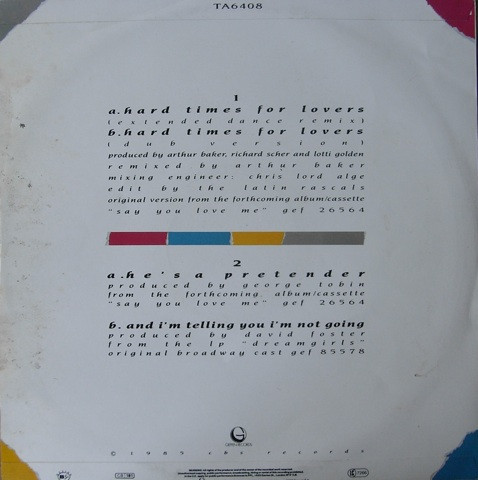 TA6408
1
a.hard times for lovers
(extended dance remix)
b.hard times for lovers
(dub version)
produced by arthur baker, richard scher and lotti golden
remixed by arthur baker
mixing engineer: chris lord alge
edit by the latin rascals
original version from the forthcoming album/cassette
"say you love me" gef 26564
2
a.he's a pretender
produced by george tobin
from the forthcoming album/cassette
"say you love me" gef 26564
b. and i'm telling you i'm not going
produced by david foster
from the lp "dreamgirls"
original broadway cast gef 85578
© 1985 cbs records